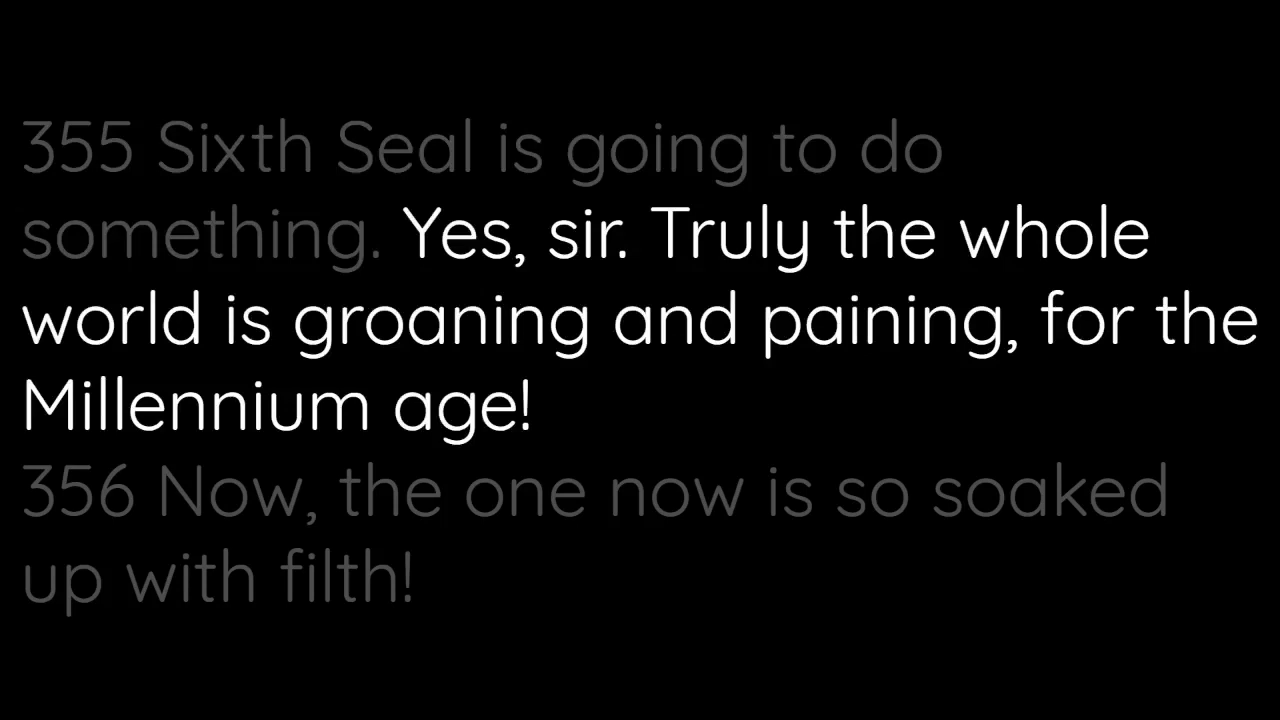 355 Sixth Seal is going to do
something. Yes, sir. Truly the whole
world is groaning and paining, for the
Millennium age!
356 Now, the one now is so soaked
up with filth!